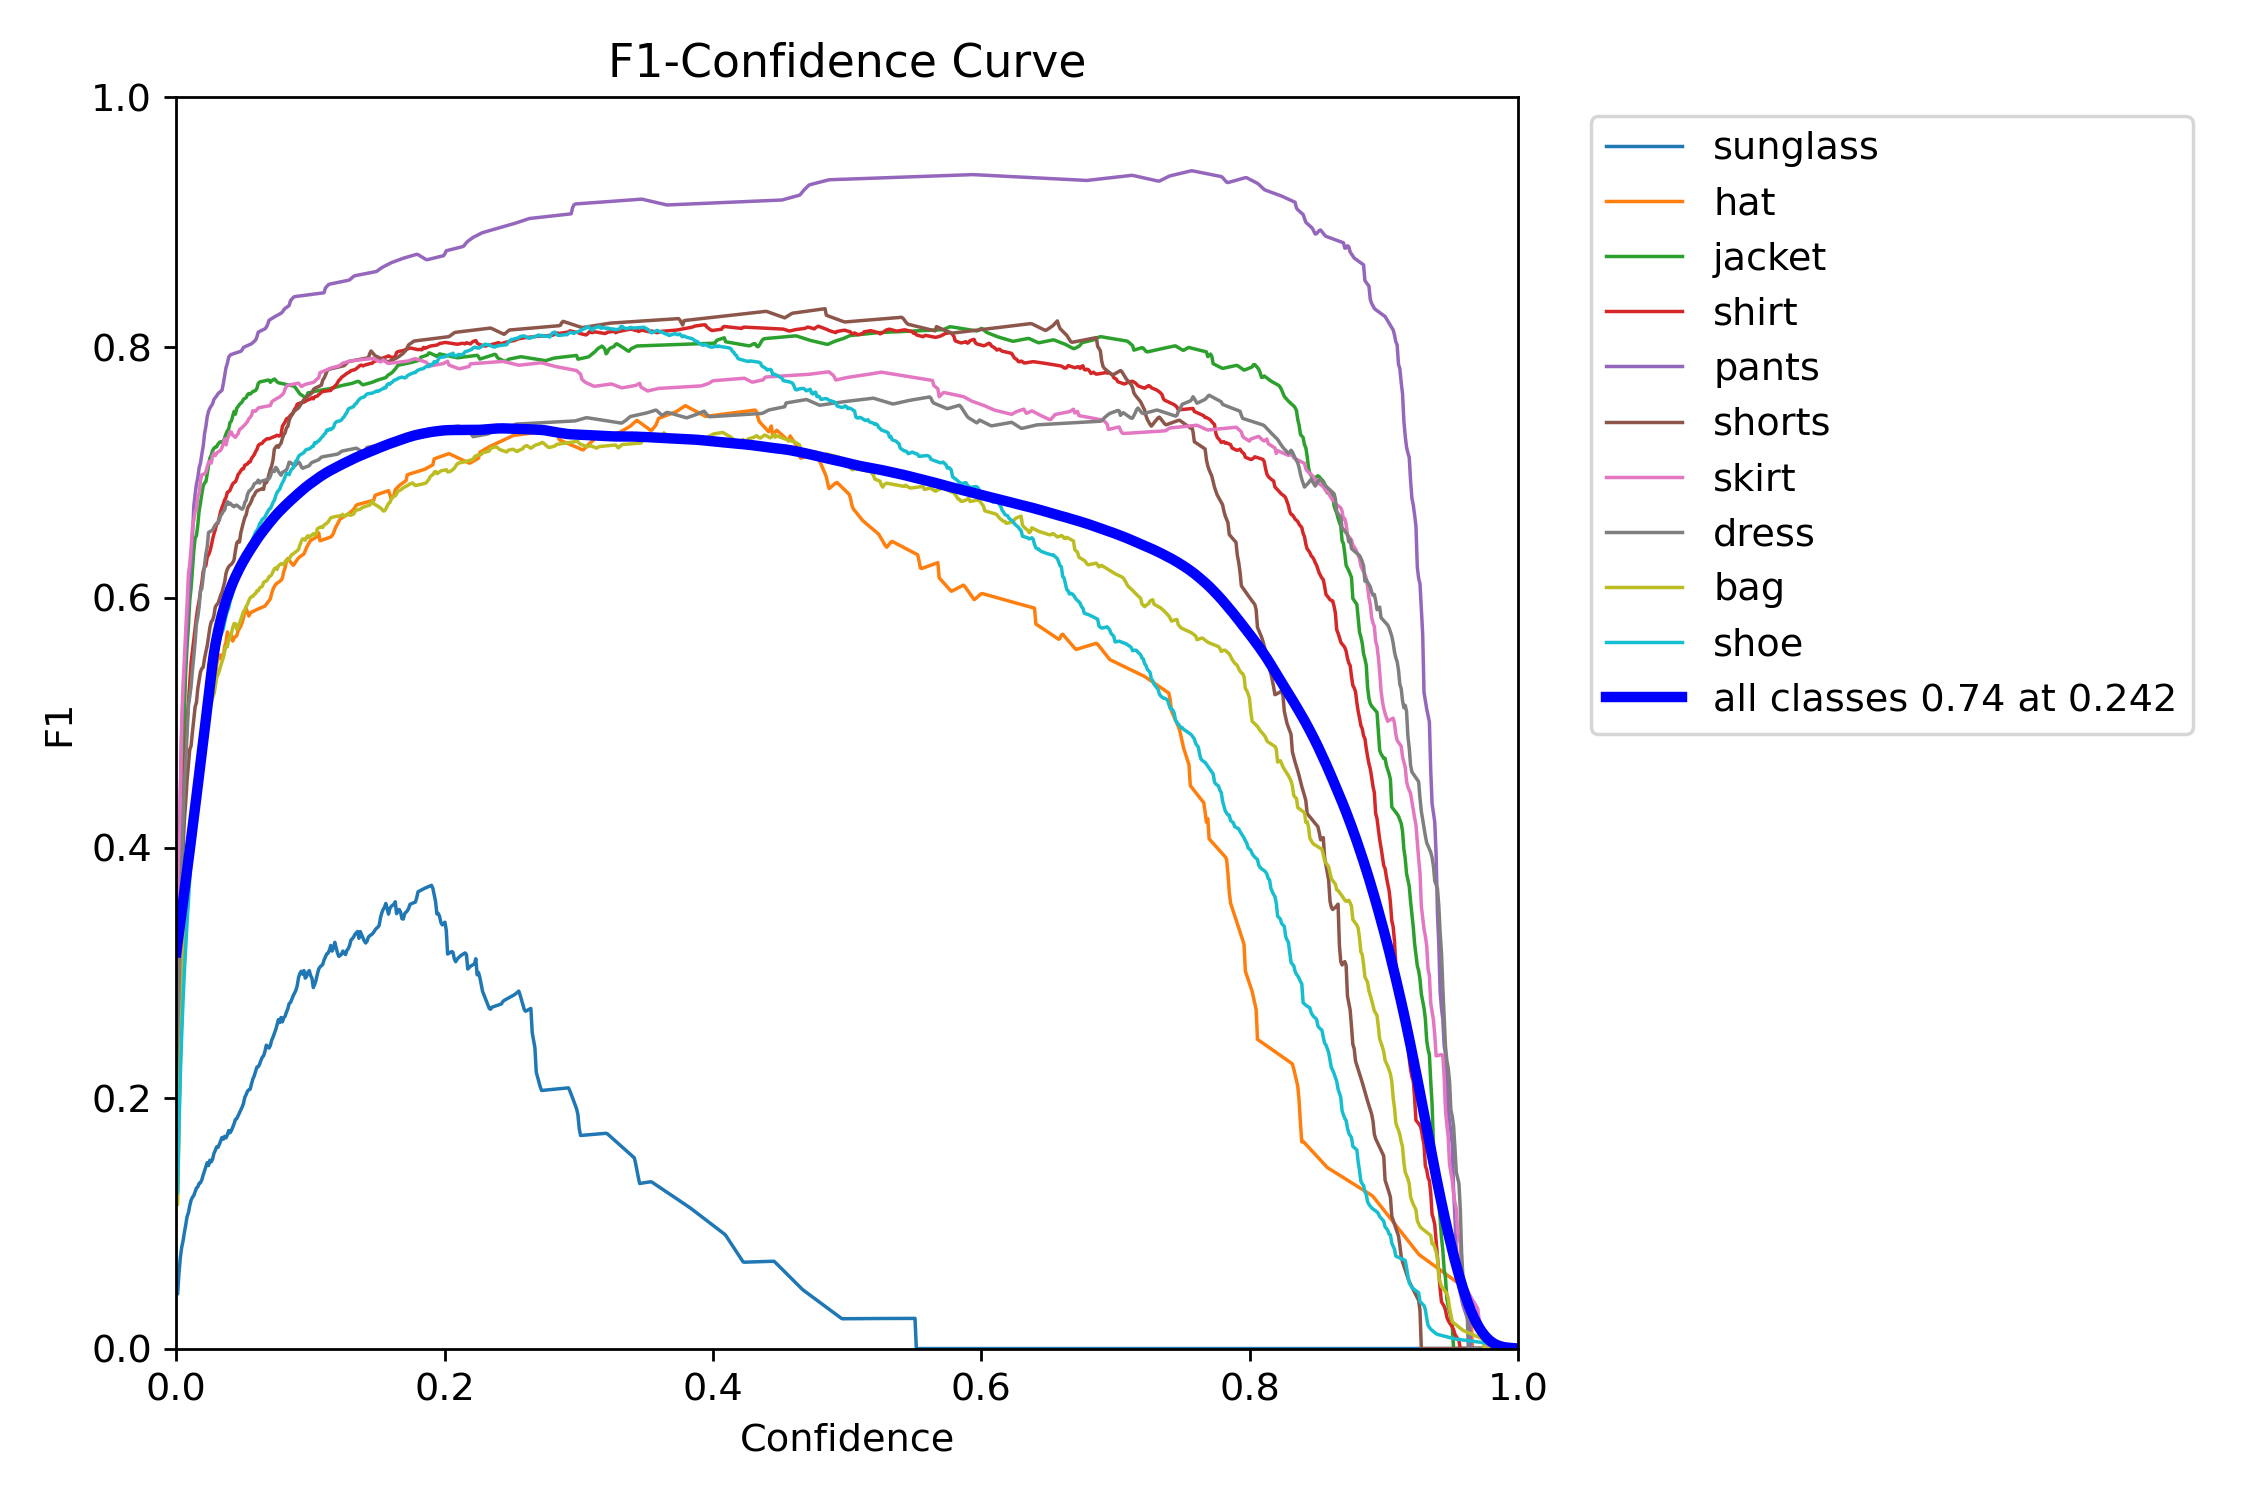 F1-Confidence Curve
1.0
0.8
0.6
0.4
0.2
0.0
F1
0.0 0.2 0.4 0.6 0.8 1.0
Confidence
sunglass
hat
jacket
shirt
pants
shorts
skirt
dress
bag
shoe
all classes 0.74 at 0.242